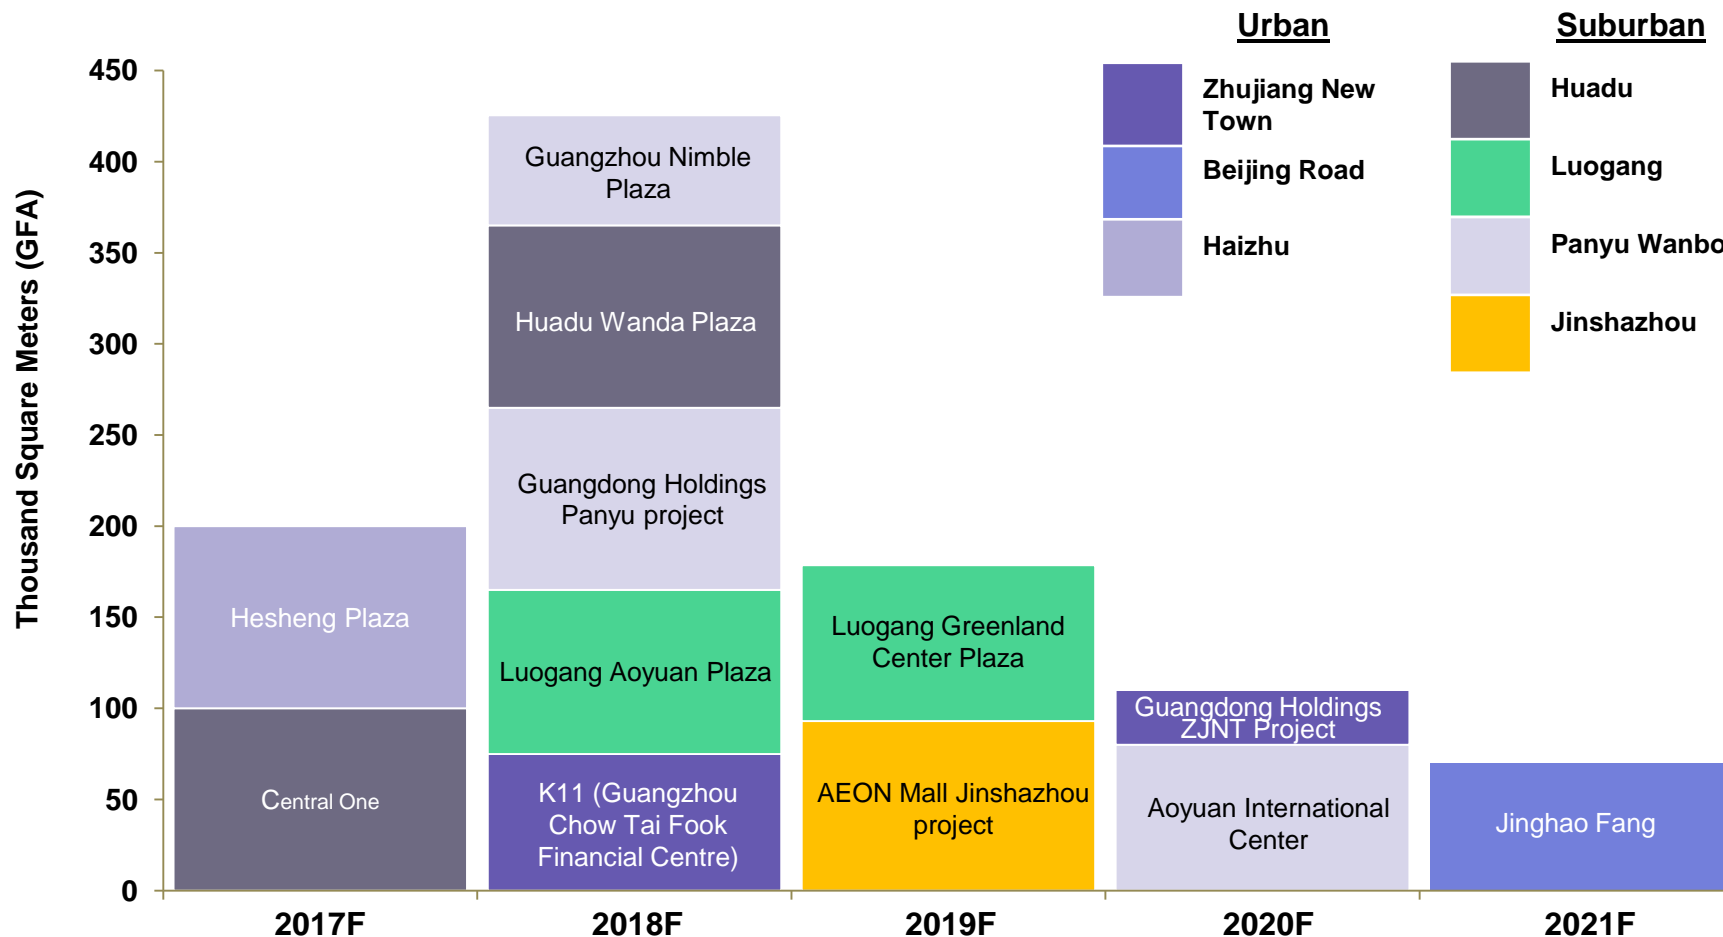 Urban
Suburban
Zhujiang New
Town
Beijing Road
Haizhu
Huadu
Luogang
Panyu Wanbo
Jinshazhou
Thousand Square Meters (GFA)
450
400
350
300
250
200
150
100
50
0
Hesheng Plaza
Central One
Guangzhou Nimble
Plaza
Huadu Wanda Plaza
Guangdong Holdings
Panyu project
Luogang Aoyuan Plaza
K11 (Guangzhou
Chow Tai Fook
Financial Centre)
Luogang Greenland
Center Plaza
AEON Mall Jinshazhou
project
Guangdong Holdings
ZJNT Project
Aoyuan International
Center
Jinghao Fang
2017F
2018F
2019F
2020F
2021F